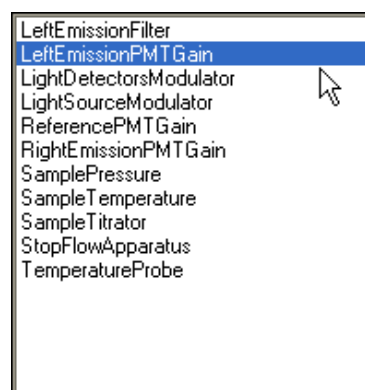 LeftEmissionFilter
LeftEmissionPMTGain
LightDetectorsModulator
LightSourceModulator
ReferencePMTGain
RightEmissionPMTGain
SamplePressure
SampleTemperature
SampleTitrator
StopFlowApparatus
TemperatureProbe